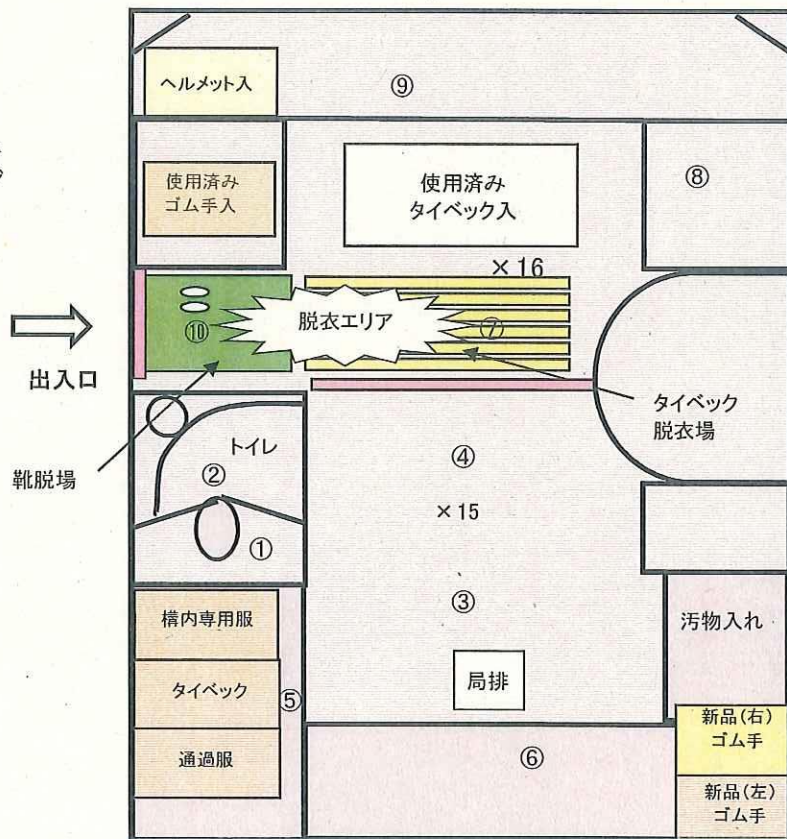 ヘルメット入
⑨
使用済み
ゴム手入
使用済み
タイベック入
⑧
×16
⑩
脱衣エリア
⑦
出入口
タイベック
脱衣場
靴脱場
トイレ
②
①
④
×15
③
構内専用服
タイベック
通過服
⑤
局排
⑥
汚物入れ
新品(右)
ゴム手
新品(左)
ゴム手